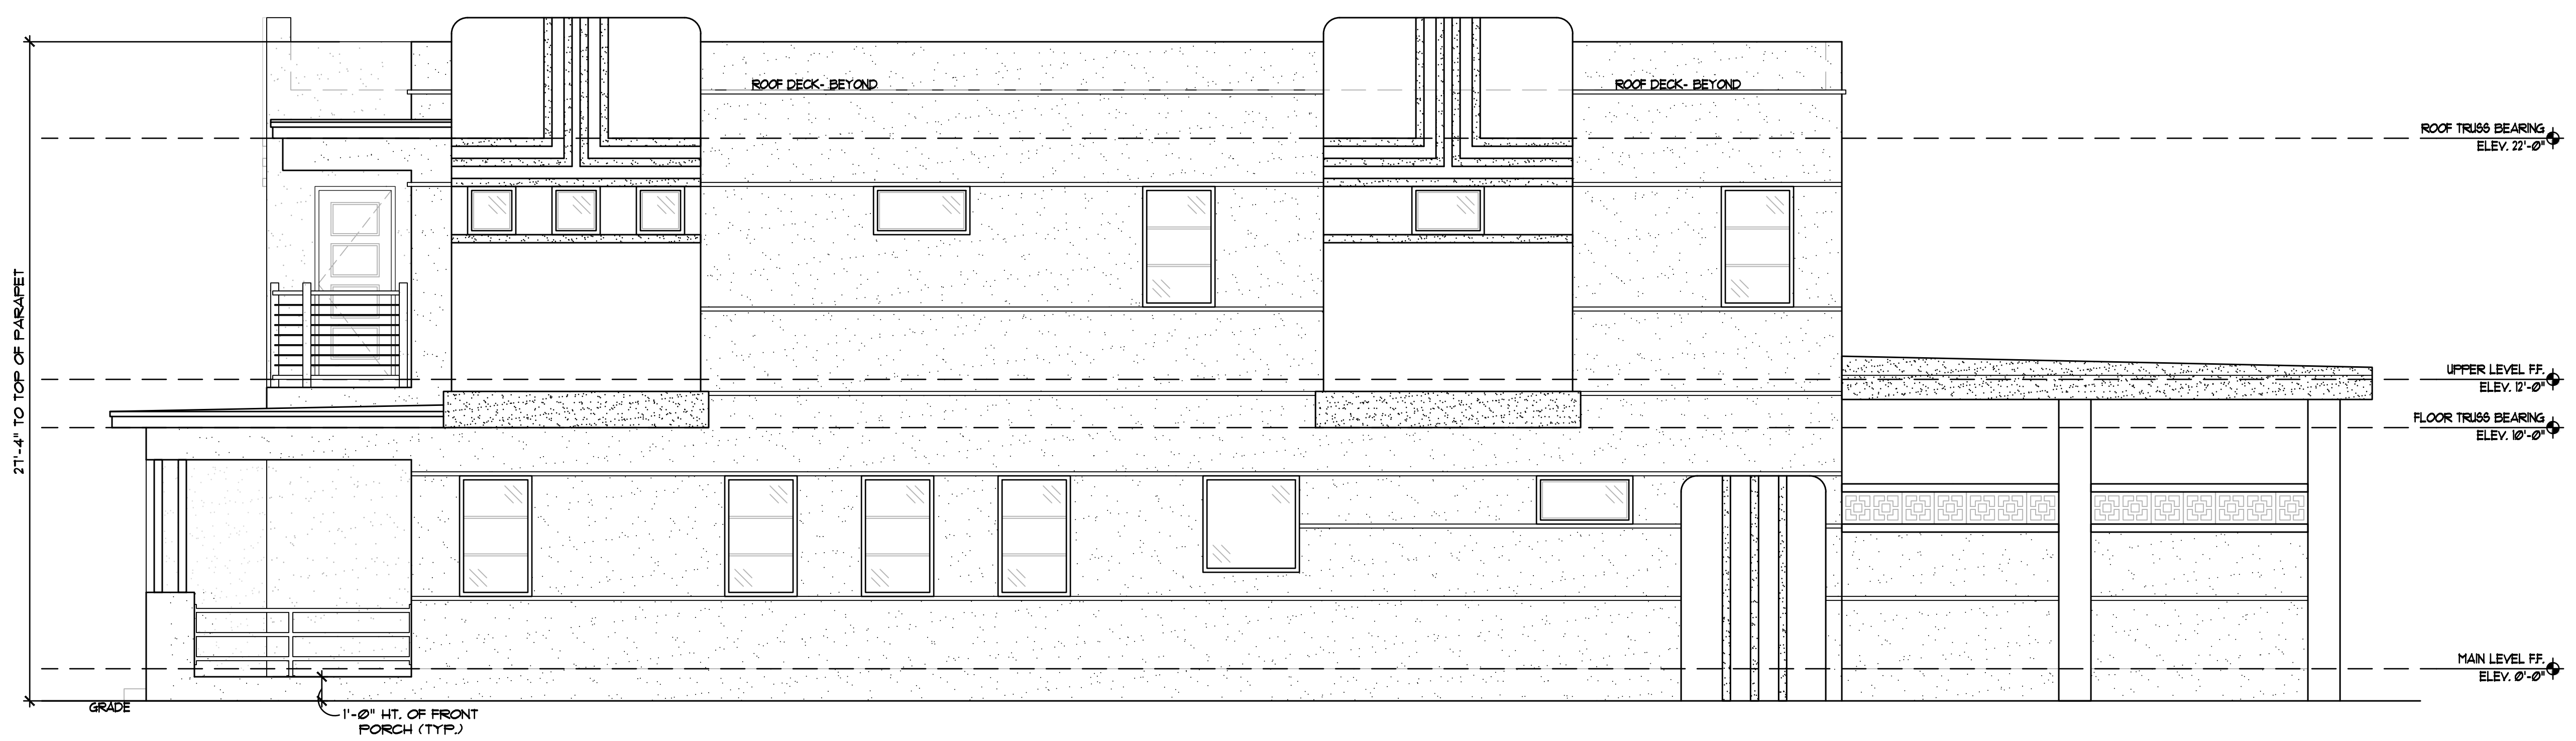 ROOF DECK- BEYOND
ROOF DECK- BEYOND
ROOF TRUSS BEARING
ELEV. 22'-0"
27'-4" TO TOP OF PARAPET
UPPER LEVEL F.F.
ELEV. 12'-0"
FLOOR TRUSS BEARING
ELEV. 10'-0"
MAIN LEVEL F.F.
ELEV. 0'-0"
GRADE
1'-0" HT. OF FRONT
PORCH (TYP.)